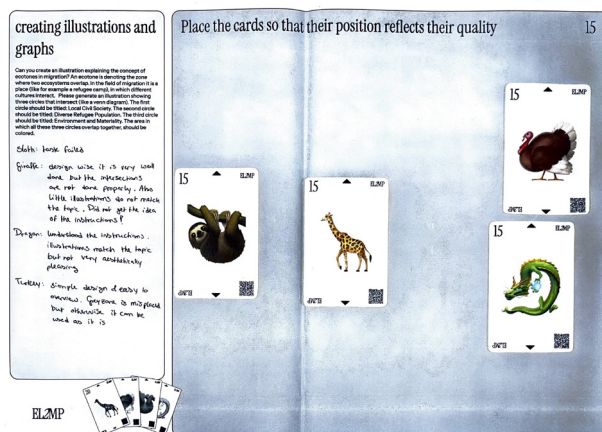 creating illustrations and
graphs
Can you create an illustration explaining the concept of
ecotones in migration? An ecotone is denoting the zone
where two ecosystems overlap. In the field of migration it is a
place (like for example a refugee camp), in which different
cultures interact. Please generate an illustration showing
three circles that intersect (like a venn diagram). The first
circle should be titled: Local Civil Society. The second circle
should be titled: Diverse Refugee Population. The third circle
should be titled: Environment and Materiality. The area in
which all these three circles overlap together, should be
colored.
Sloth: task failed
Giraffe: design wise it is very well
done but the intersections
are not done properly. Also
little illustrations do not match
the topic. Did not get the idea
of the instructions!
Dragon: Understood the instructions.
illustrations match the topic
but not very aesthetically
pleasing
Turkey: Simple design & easy to
overview. Grey zone is misplaced
but otherwise it can be
used as it is
EL2MP
Place the cards so that their position reflects their quality
15
15
EL2MP
EL2MP
15
EL2MP
EL2MP
15
EL2MP
EL2MP
15
EL2MP
EL2MP